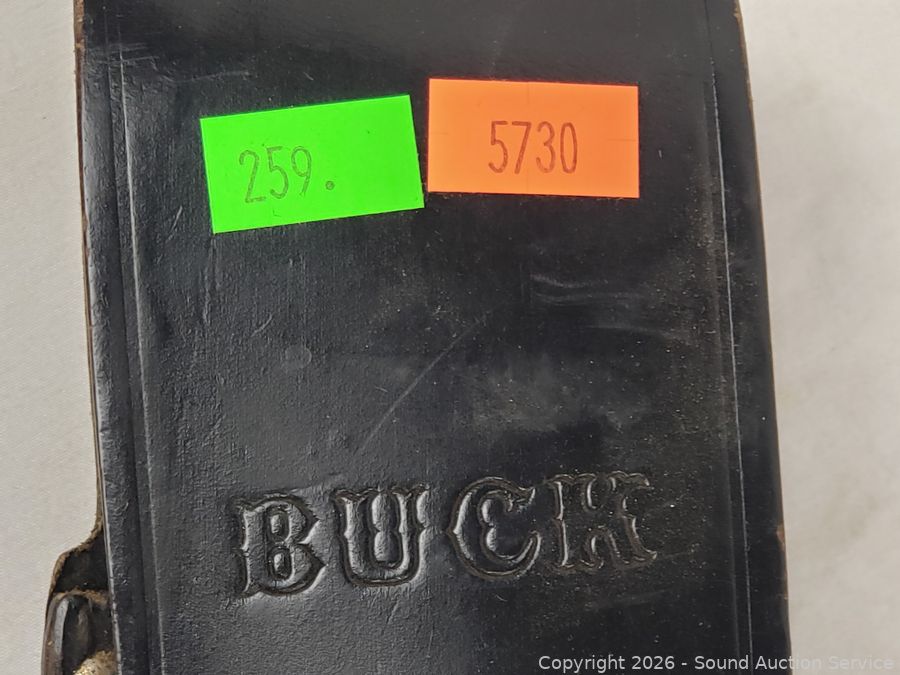 259.
5730
BUCK
Copyright 2026 - Sound Auction Service